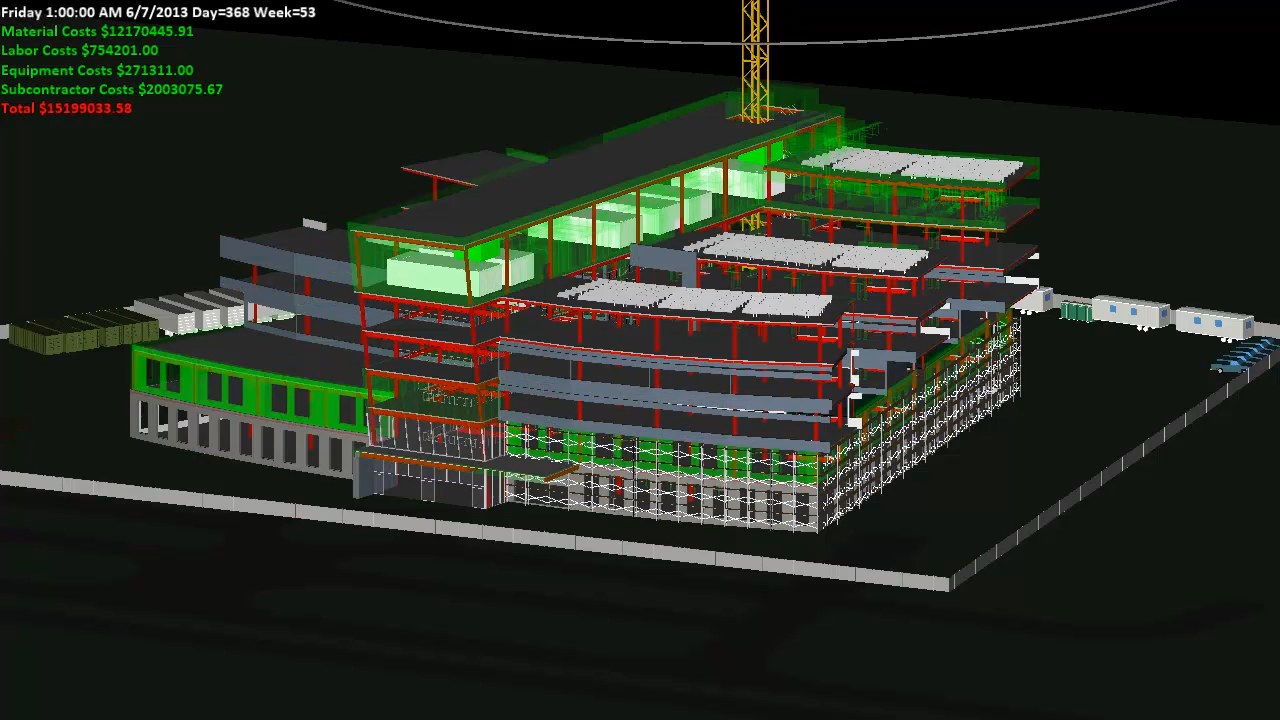 Friday 1:00:00 AM 6/7/2013 Day=368 Week=53
Material Costs $12170445.91
Labor Costs $754201.00
Equipment Costs $271311.00
Subcontractor Costs $2003075.67
Total $15199033.58